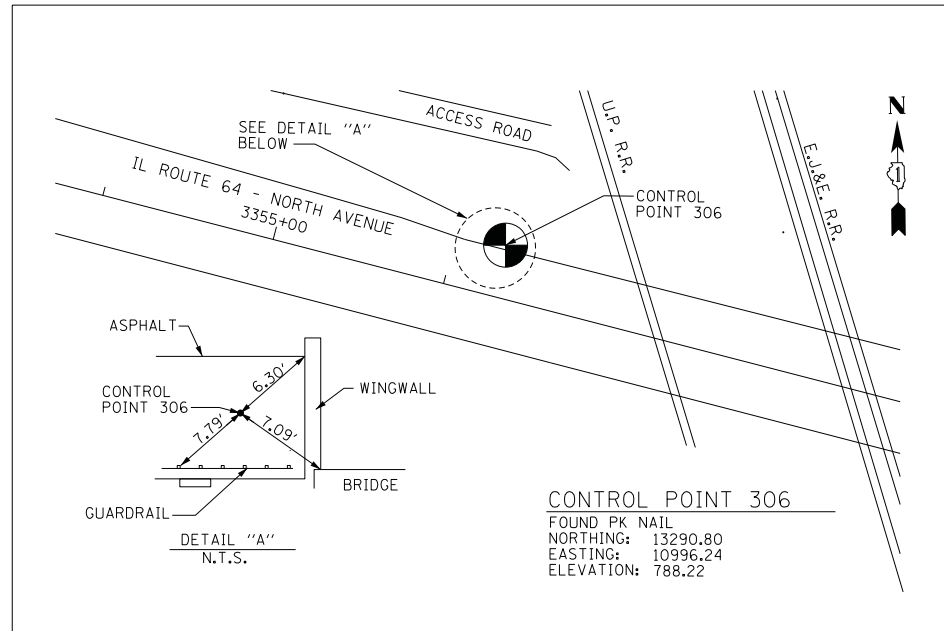 N
1
ACCESS ROAD
U.P. R.R.
E.J.&E. R.R.
SEE DETAIL "A"
BELOW
IL ROUTE 64 - NORTH AVENUE
3355+00
CONTROL
POINT 306
ASPHALT
6.30'
CONTROL
POINT 306
7.79'
7.09'
WINGWALL
BRIDGE
GUARDRAIL
DETAIL "A"
N.T.S.
CONTROL POINT 306
FOUND PK NAIL
NORTHING: 13290.80
EASTING: 10996.24
ELEVATION: 788.22